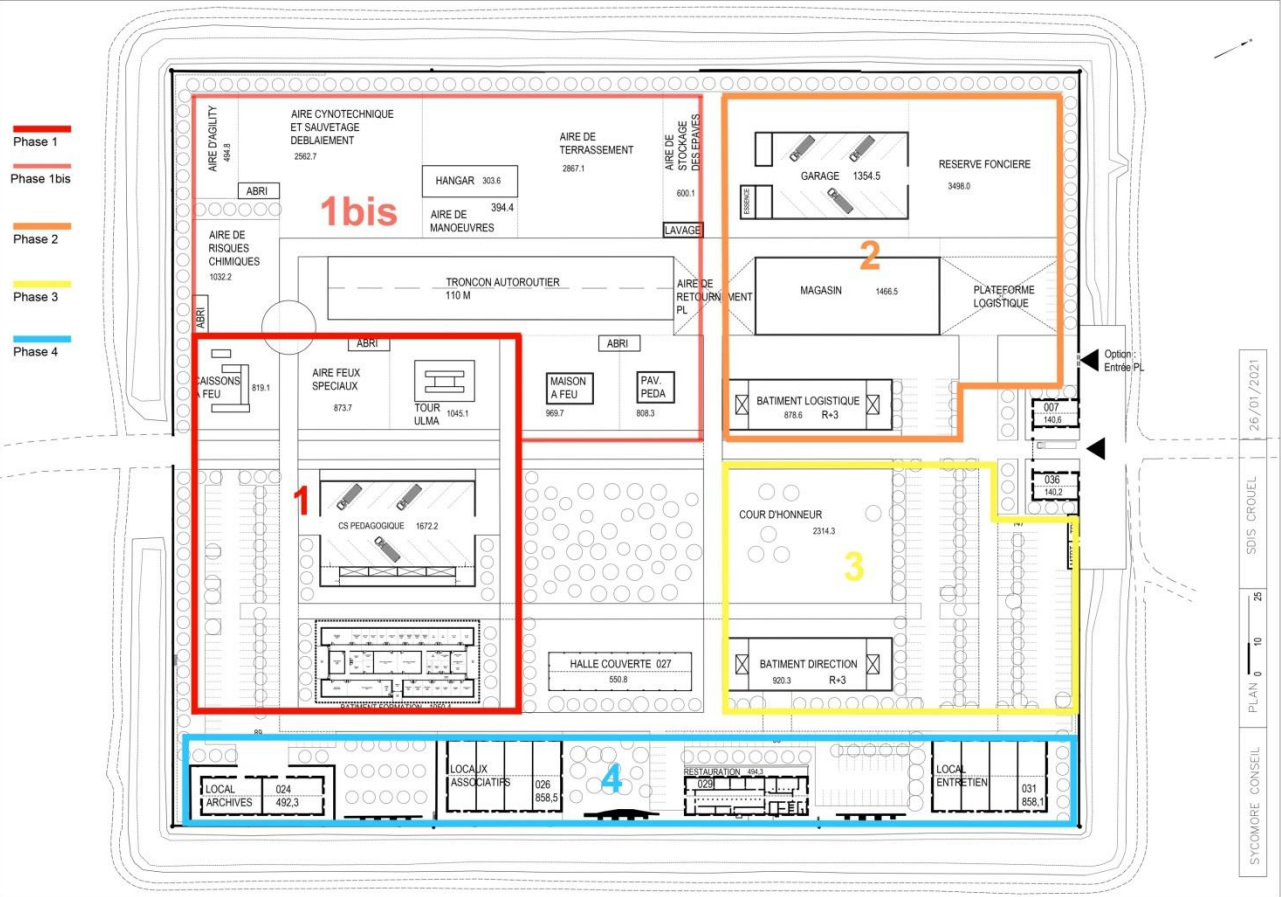 Phase 1
Phase 1bis
Phase 2
Phase 3
Phase 4
AIRE D'AGILITY
494.8
AIRE CYNOTECHNIQUE
ET SAUVETAGE
DEBLAIEMENT
2562.7
ABRI
HANGAR 303.6
394.4
AIRE DE
MANOEUVRES
1bis
AIRE DE
TERRASSEMENT
2867.1
AIRE DE
STOCKAGE
DES EPAVES
600.1
LAVAGE
AIRE DE
RISQUES
CHIMIQUES
1032.2
ABRI
TRONCON AUTOROUTIER
110 M
AIRE DE
RETOURNEMENT
PL
GARAGE 1354.5
ESSENCE
RESERVE FONCIERE
3498.0
2
MAGASIN 1466.5
PLATEFORME
LOGISTIQUE
Option :
Entrée PL
CAISSONS
A FEU
819.1
ABRI
AIRE FEUX
SPECIAUX
873.7
TOUR
ULMA
1045.1
ABRI
MAISON
A FEU
969.7
PAV.
PEDA
808.3
BATIMENT LOGISTIQUE
878.6 R+3
007
140,6
036
140,2
1
CS PEDAGOGIQUE 1672.2
COUR D'HONNEUR
2314.3
3
147
HALLE COUVERTE 027
550.8
BATIMENT DIRECTION
920.3 R+3
BATIMENT FORMATION 1050.4
LOCAL
ARCHIVES
024
492,3
LOCAUX
ASSOCIATIFS
026
858,5
4
RESTAURATION 494,3
029
LOCAL
ENTRETIEN
031
858,1
SYCOMORE CONSEIL
PLAN 0 10 25
SDIS CROUEL
26/01/2021